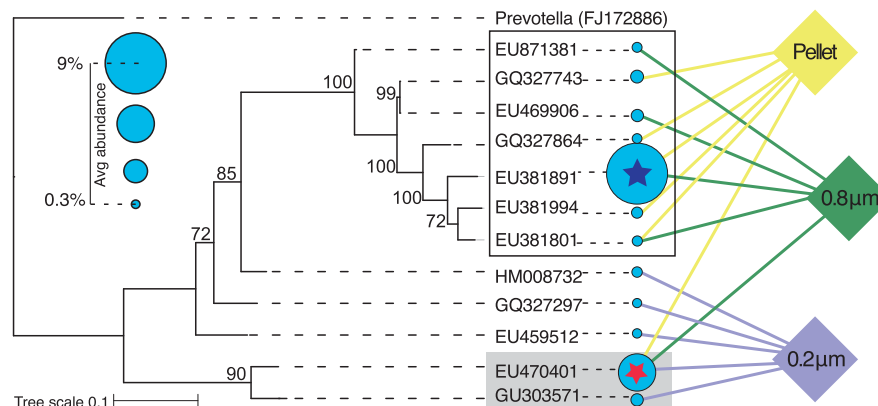 Prevotella (FJ172886)
EU871381
GQ327743
EU469906
GQ327864
EU381891
EU381994
EU381801
HM008732
GQ327297
EU459512
EU470401
GU303571
9%
Avg abundance
0.3%
100
99
100
100
72
85
72
90
Tree scale 0.1
Pellet
0.8µm
0.2µm